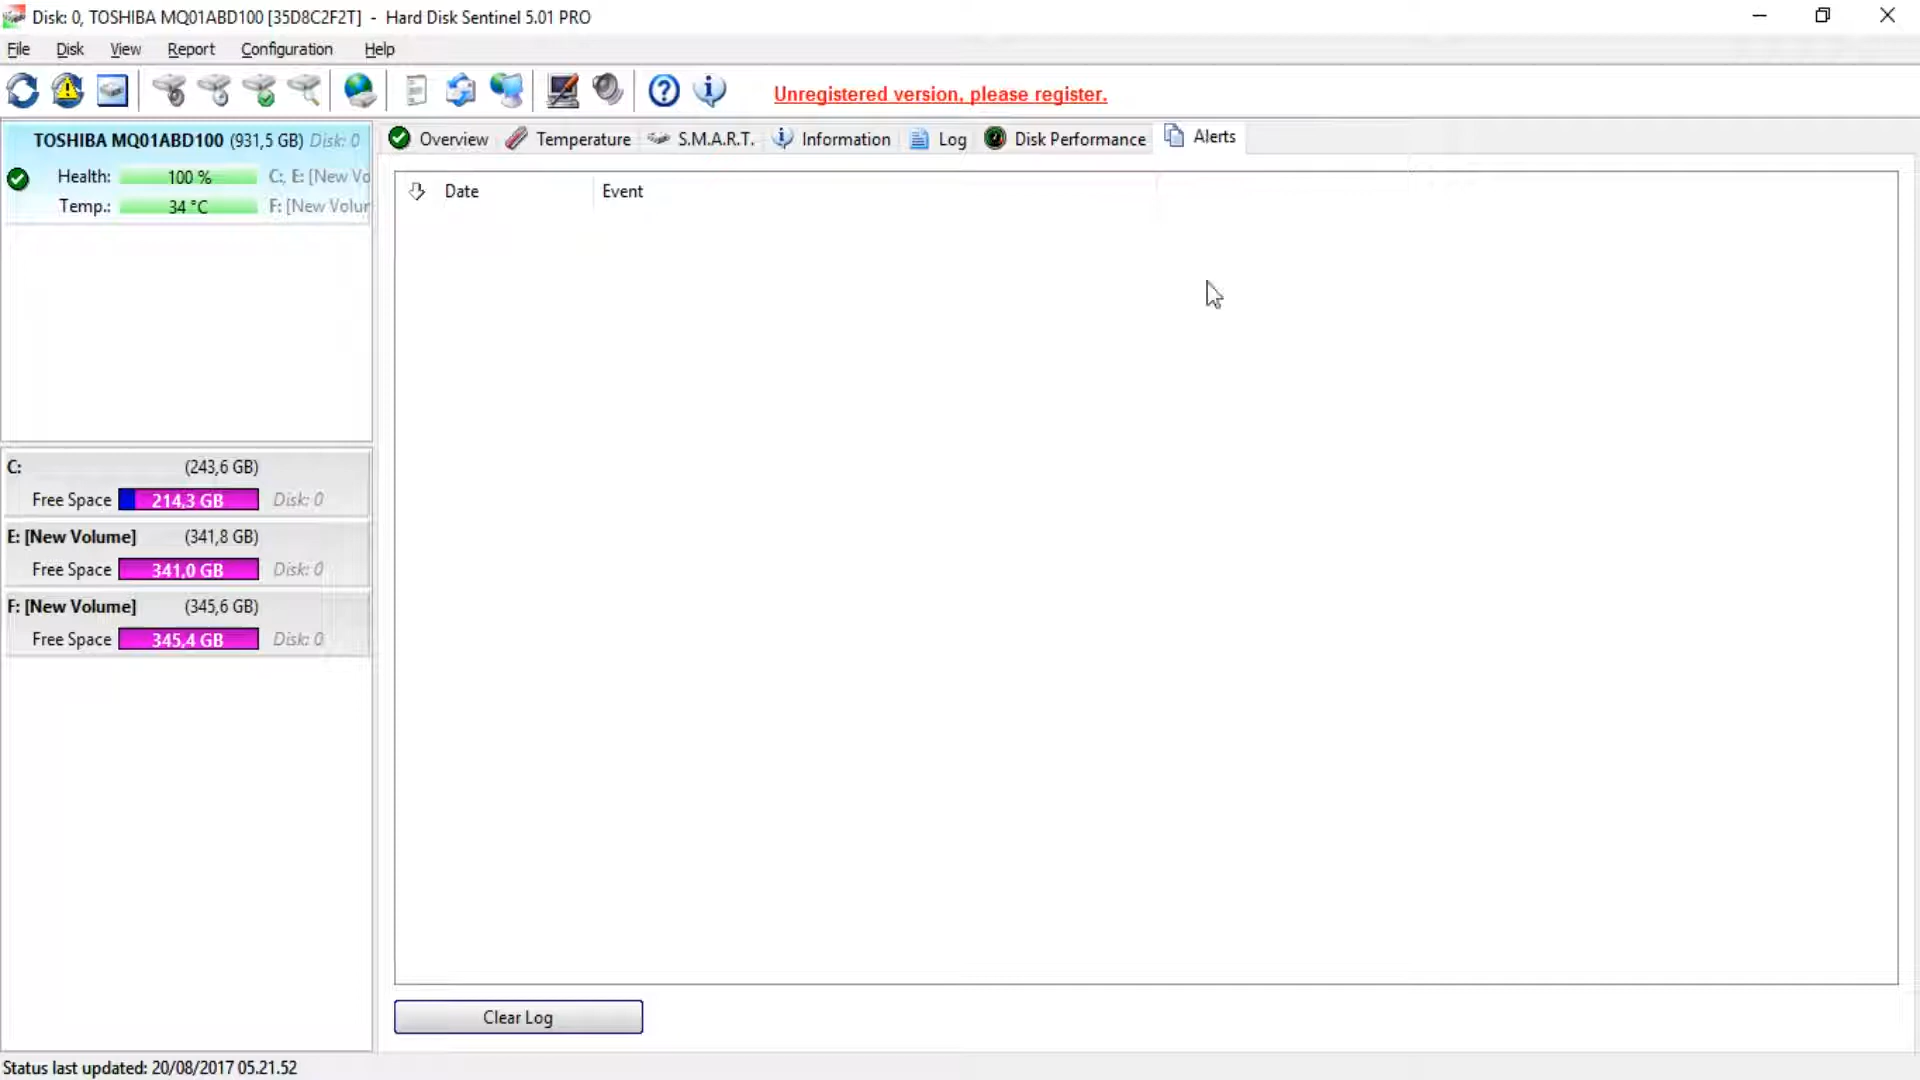 Disk: 0, TOSHIBA MQ01ABD100 [35D8C2F2T] - Hard Disk Sentinel 5.01 PRO
File Disk View Report Configuration Help
Unregistered version, please register.
TOSHIBA MQ01ABD100 (931,5 GB) Disk: 0
Health: 100 % C:, E: [New Vo
Temp.: 34 °C F: [New Volur
Overview Temperature S.M.A.R.T. Information Log Disk Performance Alerts
Date Event
C: (243,6 GB)
Free Space 214,3 GB Disk: 0
E: [New Volume] (341,8 GB)
Free Space 341,0 GB Disk: 0
F: [New Volume] (345,6 GB)
Free Space 345,4 GB Disk: 0
Clear Log
Status last updated: 20/08/2017 05.21.52